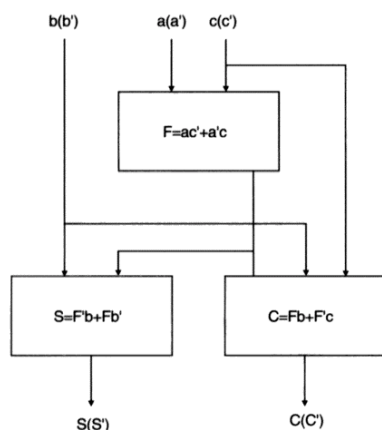 b(b') a(a') c(c')
F=ac'+a'c
S=F'b+Fb' C=Fb+F'c
S(S') C(C')